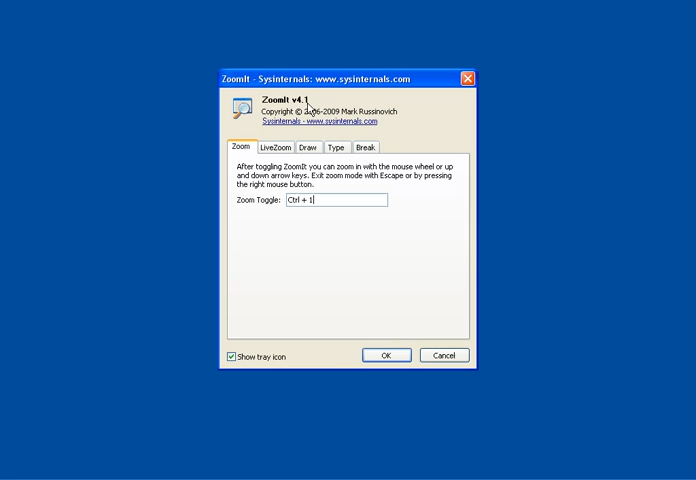 ZoomIt - Sysinternals: www.sysinternals.com
ZoomIt v4.1
Copyright © 2006-2009 Mark Russinovich
Sysinternals - www.sysinternals.com
Zoom LiveZoom Draw Type Break
After toggling ZoomIt you can zoom in with the mouse wheel or up
and down arrow keys. Exit zoom mode with Escape or by pressing
the right mouse button.
Zoom Toggle: Ctrl + 1
Show tray icon OK Cancel